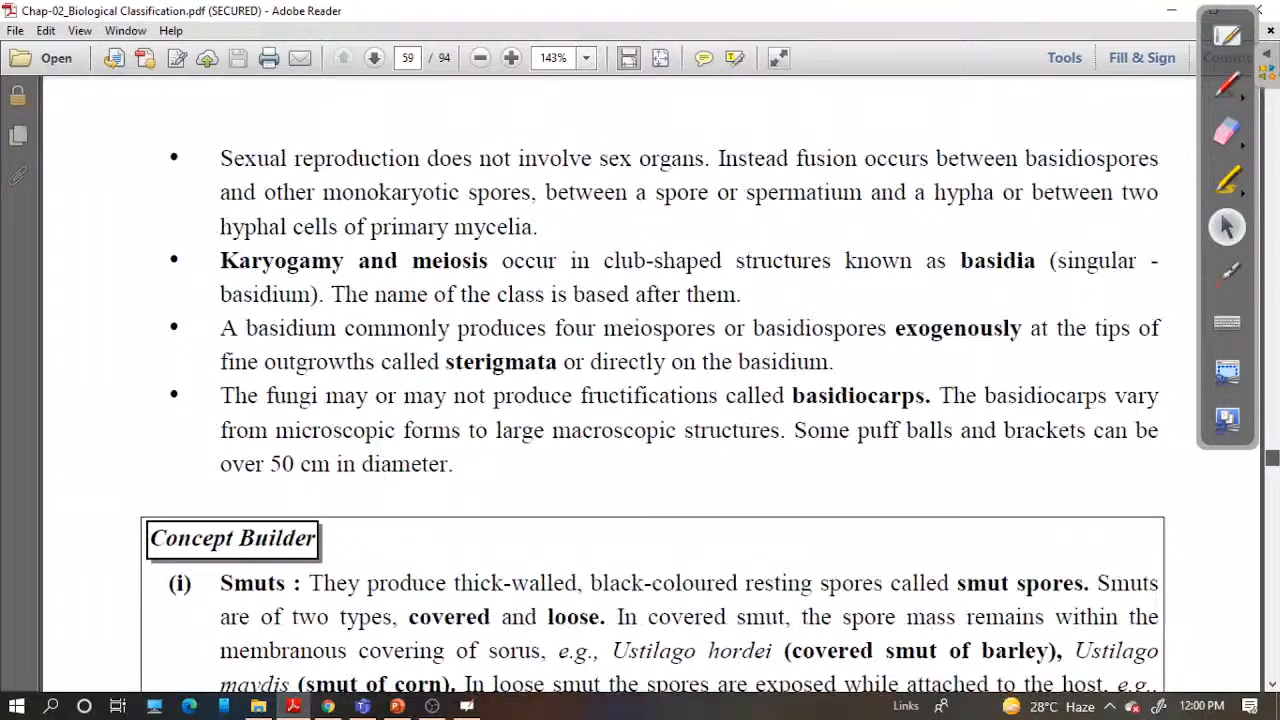 Chap-02_Biological Classification.pdf (SECURED) - Adobe Reader
File Edit View Window Help
Open 59 / 94 143% Tools Fill & Sign
• Sexual reproduction does not involve sex organs. Instead fusion occurs between basidiospores
and other monokaryotic spores, between a spore or spermatium and a hypha or between two
hyphal cells of primary mycelia.
• Karyogamy and meiosis occur in club-shaped structures known as basidia (singular -
basidium). The name of the class is based after them.
• A basidium commonly produces four meiospores or basidiospores exogenously at the tips of
fine outgrowths called sterigmata or directly on the basidium.
• The fungi may or may not produce fructifications called basidiocarps. The basidiocarps vary
from microscopic forms to large macroscopic structures. Some puff balls and brackets can be
over 50 cm in diameter.
Concept Builder
(i) Smuts : They produce thick-walled, black-coloured resting spores called smut spores. Smuts
are of two types, covered and loose. In covered smut, the spore mass remains within the
membranous covering of sorus, e.g., Ustilago hordei (covered smut of barley), Ustilago
maydis (smut of corn). In loose smut the spores are exposed while attached to the host, e.g.,
Links 28°C Haze 12:00 PM